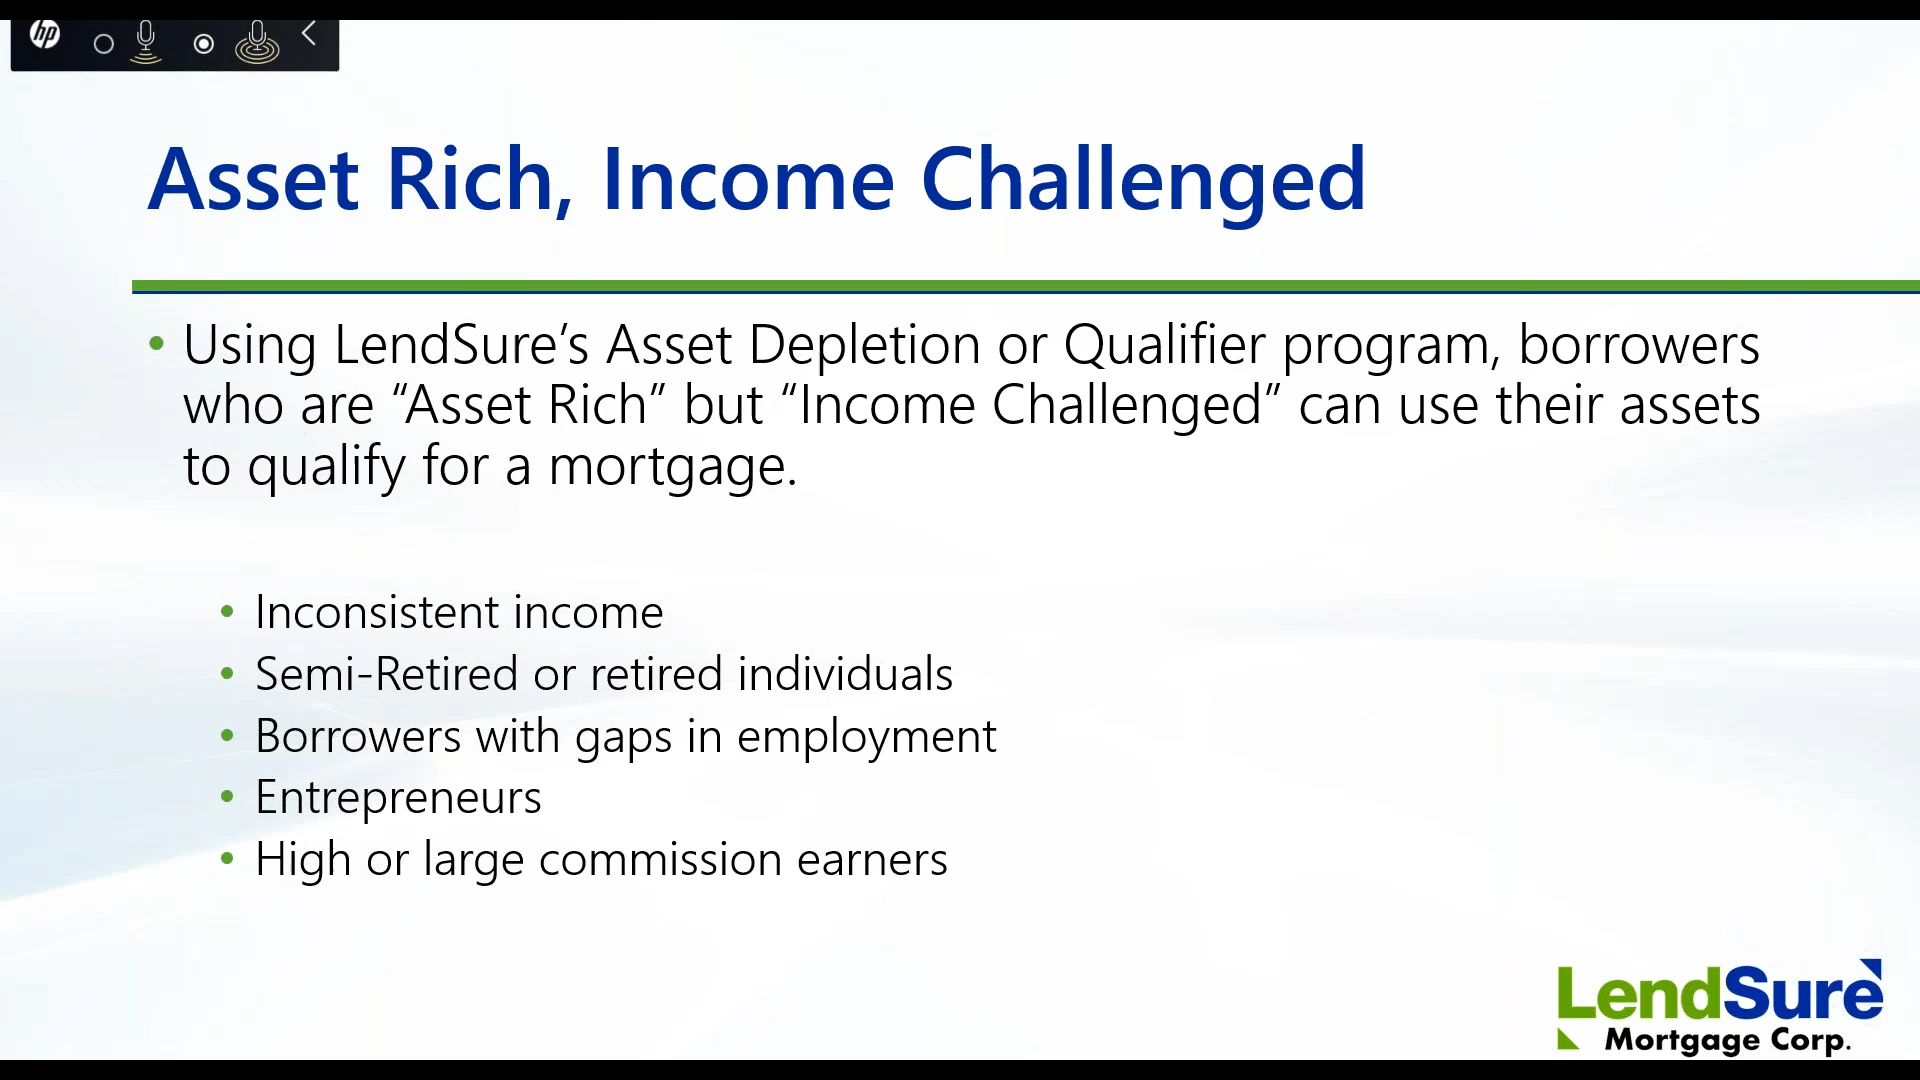 hp
Asset Rich, Income Challenged
• Using LendSure’s Asset Depletion or Qualifier program, borrowers
who are “Asset Rich” but “Income Challenged” can use their assets
to qualify for a mortgage.
• Inconsistent income
• Semi-Retired or retired individuals
• Borrowers with gaps in employment
• Entrepreneurs
• High or large commission earners
LendSure
Mortgage Corp.